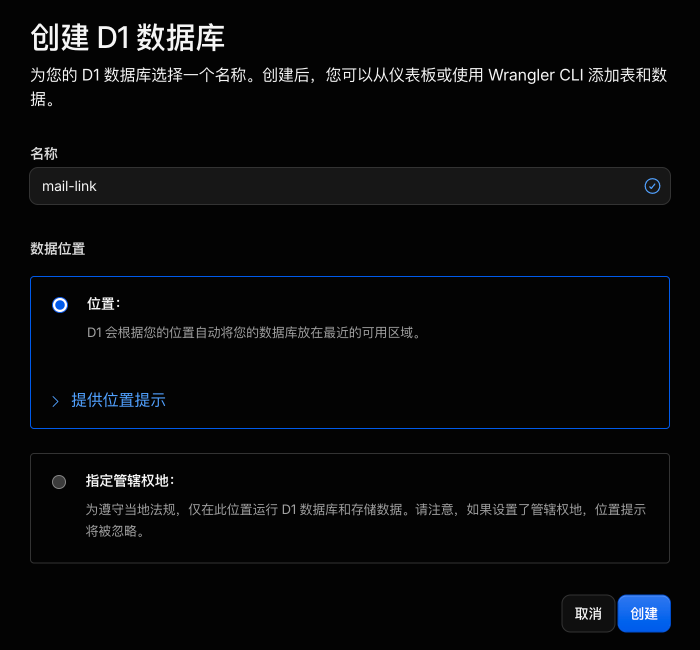 创建 D1 数据库
为您的 D1 数据库选择一个名称。创建后，您可以从仪表板或使用 Wrangler CLI 添加表和数
据。
名称
mail-link
数据位置
位置：
D1 会根据您的位置自动将您的数据库放在最近的可用区域。
提供位置提示
指定管辖权地：
为遵守当地法规，仅在此位置运行 D1 数据库和存储数据。请注意，如果设置了管辖权地，位置提示
将被忽略。
取消
创建